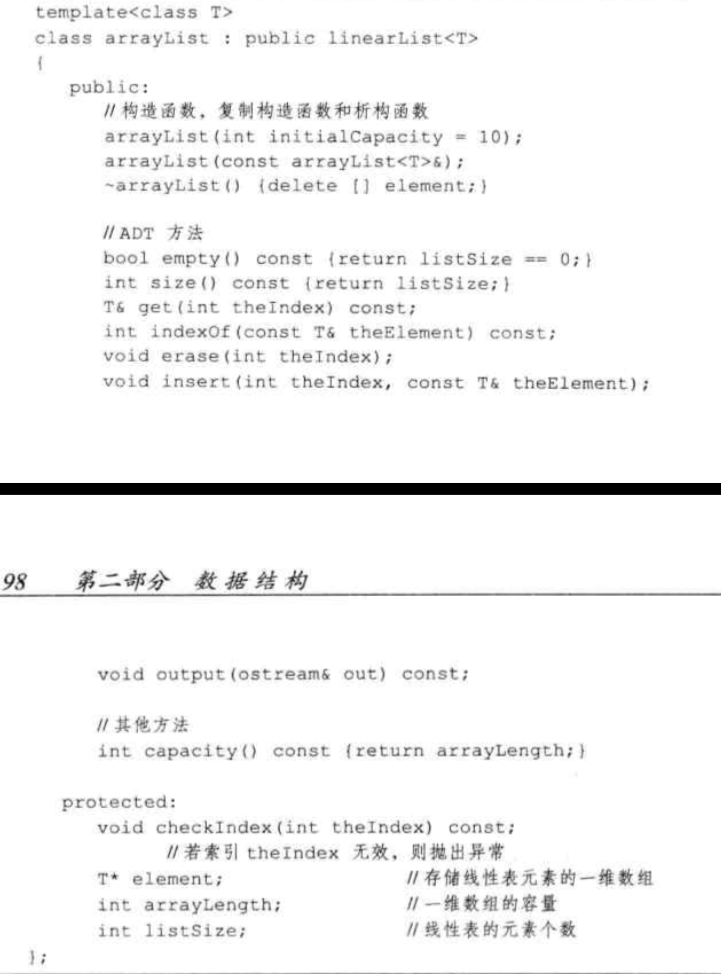 template<class T>
class arrayList : public linearList<T>
{
public:
//构造函数，复制构造函数和析构函数
arrayList(int initialCapacity = 10);
arrayList(const arrayList<T>&);
~arrayList() {delete [] element;}
//ADT 方法
bool empty() const {return listSize == 0;}
int size() const {return listSize;}
T& get(int theIndex) const;
int indexOf(const T& theElement) const;
void erase(int theIndex);
void insert(int theIndex, const T& theElement);
98 第二部分 数据结构
void output(ostream& out) const;
//其他方法
int capacity() const {return arrayLength;}
protected:
void checkIndex(int theIndex) const;
//若索引 theIndex 无效，则抛出异常
T* element; //存储线性表元素的一维数组
int arrayLength; //一维数组的容量
int listSize; //线性表的元素个数
};